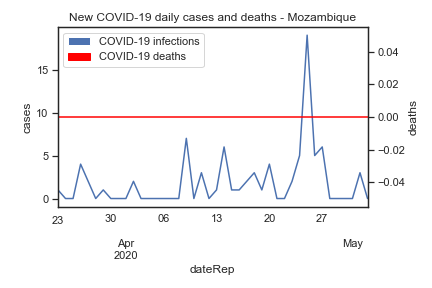 New COVID-19 daily cases and deaths - Mozambique
COVID-19 infections
COVID-19 deaths
cases
15
10
5
0
deaths
0.04
0.02
0.00
−0.02
−0.04
23 30 06 13 20 27
Apr May
2020
dateRep